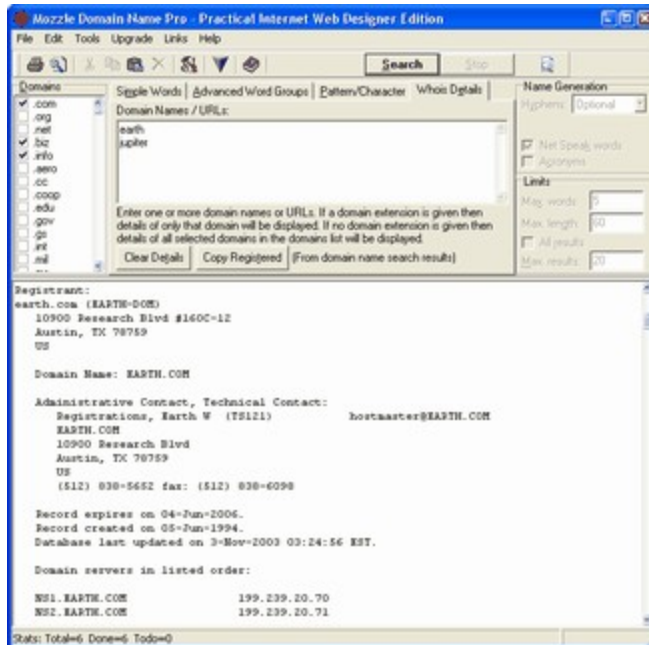 Mozzle Domain Name Pro - Practical Internet Web Designer Edition
File Edit Tools Upgrade Links Help
Search Stop
Domains
Simple Words Advanced Word Groups Pattern/Character Whois Details
Name Generation
.com
.org
.net
.biz
.info
.aero
.cc
.coop
.edu
.gov
.gs
.int
.mil
Domain Names / URLs:
earth
jupiter
Enter one or more domain names or URLs. If a domain extension is given then
details of only that domain will be displayed. If no domain extension is given then
details of all selected domains in the domains list will be displayed.
Clear Details Copy Registered (From domain name search results)
Hyphens: Optional
Net Speak words
Acronyms
Limits
Max. words: 5
Max. length: 60
All results
Max. results: 20
Registrant:
earth.com (EARTH-DOM)
10900 Research Blvd #160C-12
Austin, TX 78759
US
Domain Name: EARTH.COM
Administrative Contact, Technical Contact:
Registrations, Earth W (TS121) hostmaster@EARTH.COM
EARTH.COM
10900 Research Blvd
Austin, TX 78759
US
(512) 838-5652 fax: (512) 838-6098
Record expires on 04-Jun-2006.
Record created on 05-Jun-1994.
Database last updated on 3-Nov-2003 03:24:56 EST.
Domain servers in listed order:
NS1.EARTH.COM 199.239.20.70
NS2.EARTH.COM 199.239.20.71
Stats: Total=6 Done=6 Todo=0